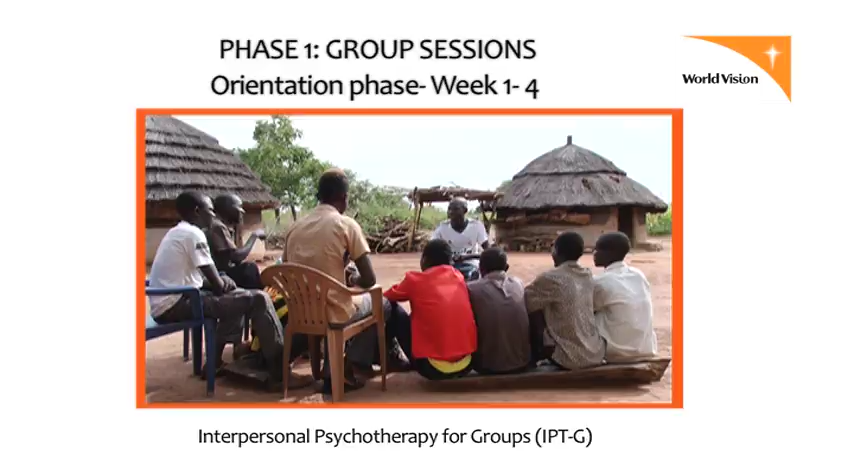 PHASE 1: GROUP SESSIONS
Orientation phase- Week 1- 4
World Vision
Interpersonal Psychotherapy for Groups (IPT-G)